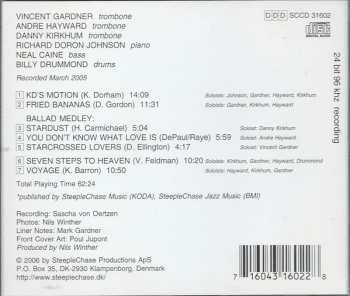 VINCENT GARDNER trombone
ANDRE HAYWARD trombone
DANNY KIRKHUM trombone
RICHARD DORON JOHNSON piano
NEAL CAINE bass
BILLY DRUMMOND drums
DDD SCCD 31602
Recorded March 2005
24 bit 96 khz recording
1 KD'S MOTION (K. Dorham) 14:09 Soloists: Johnson, Gardner, Hayward, Kirkhum
2 FRIED BANANAS (D. Gordon) 11:31 Soloists: Hayward, Kirkhum, Gardner
BALLAD MEDLEY:
3 STARDUST (H. Carmichael) 5:04 Soloist: Danny Kirkhum
4 YOU DON'T KNOW WHAT LOVE IS (DePaul/Raye) 5:59 Soloist: Andre Hayward
5 STARCROSSED LOVERS (D. Ellington) 4:17 Soloist: Vincent Gardner
6 SEVEN STEPS TO HEAVEN (V. Feldman) 10:20 Soloists: Kirkhum, Gardner, Hayward, Drummond
7 VOYAGE (K. Barron) 10:50 Soloists: Hayward, Kirkhum, Gardner
Total Playing Time 62:24
*published by SteepleChase Music (KODA), SteepleChase Jazz Music (BMI)
Recording: Sascha von Oertzen
Photos: Nils Winther
Liner Notes: Mark Gardner
Front Cover Art: Poul Jupont
Produced by Nils Winther
© 2006 by SteepleChase Productions ApS
P.O. Box 35, DK-2930 Klampenborg, Denmark
http://www.steeplechase.dk/
7 16043 16022 8